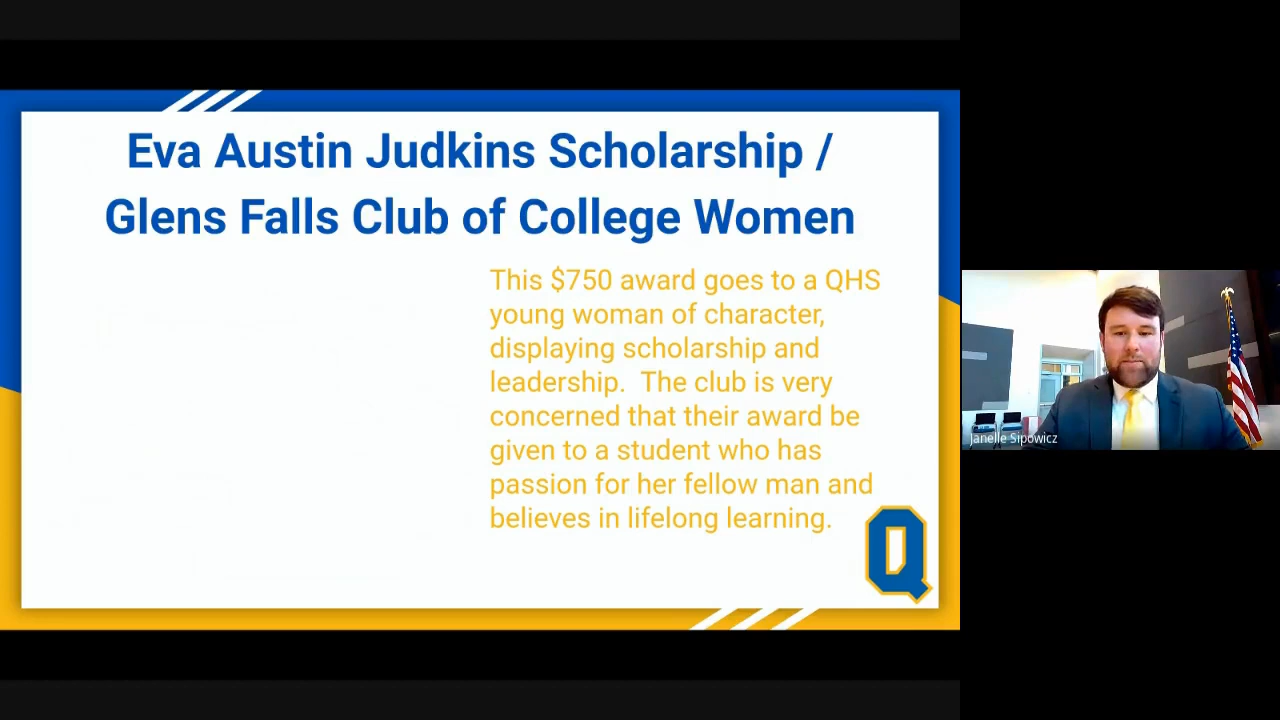 Eva Austin Judkins Scholarship /
Glens Falls Club of College Women
This $750 award goes to a QHS
young woman of character,
displaying scholarship and
leadership.  The club is very
concerned that their award be
given to a student who has
passion for her fellow man and
believes in lifelong learning.
Q
Janelle Sipowicz